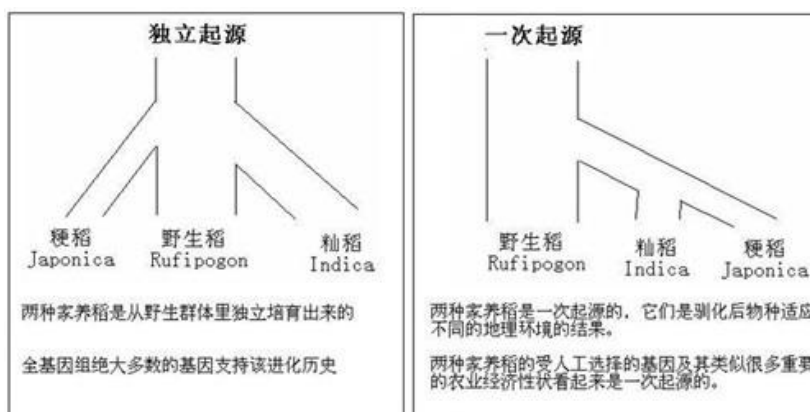 独立起源
粳稻
Japonica
野生稻
Rufipogon
籼稻
Indica
两种家养稻是从野生群体里独立培育出来的
全基因组绝大多数的基因支持该进化历史
一次起源
野生稻
Rufipogon
籼稻
Indica
粳稻
Japonica
两种家养稻是一次起源的，它们是驯化后物种适应
不同的地理环境的结果。
两种家养稻的受人工选择的基因及其类似很多重要
的农业经济性状看起来是一次起源的。